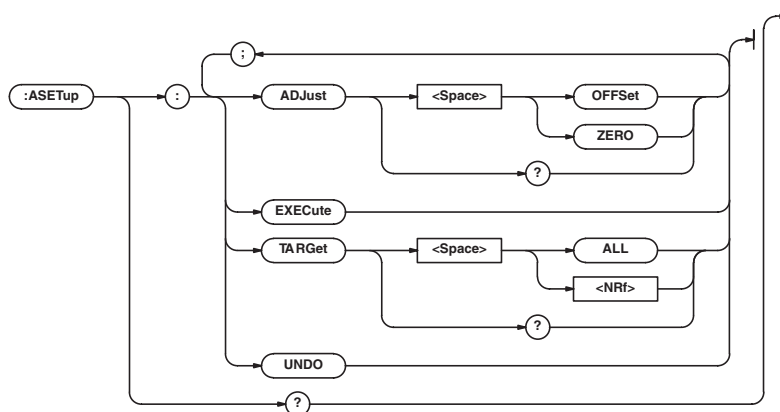 ;
:ASETup : ADJust <Space> OFFSet
ZERO
?
EXECute
TARGet <Space> ALL
<NRf>
?
UNDO
?